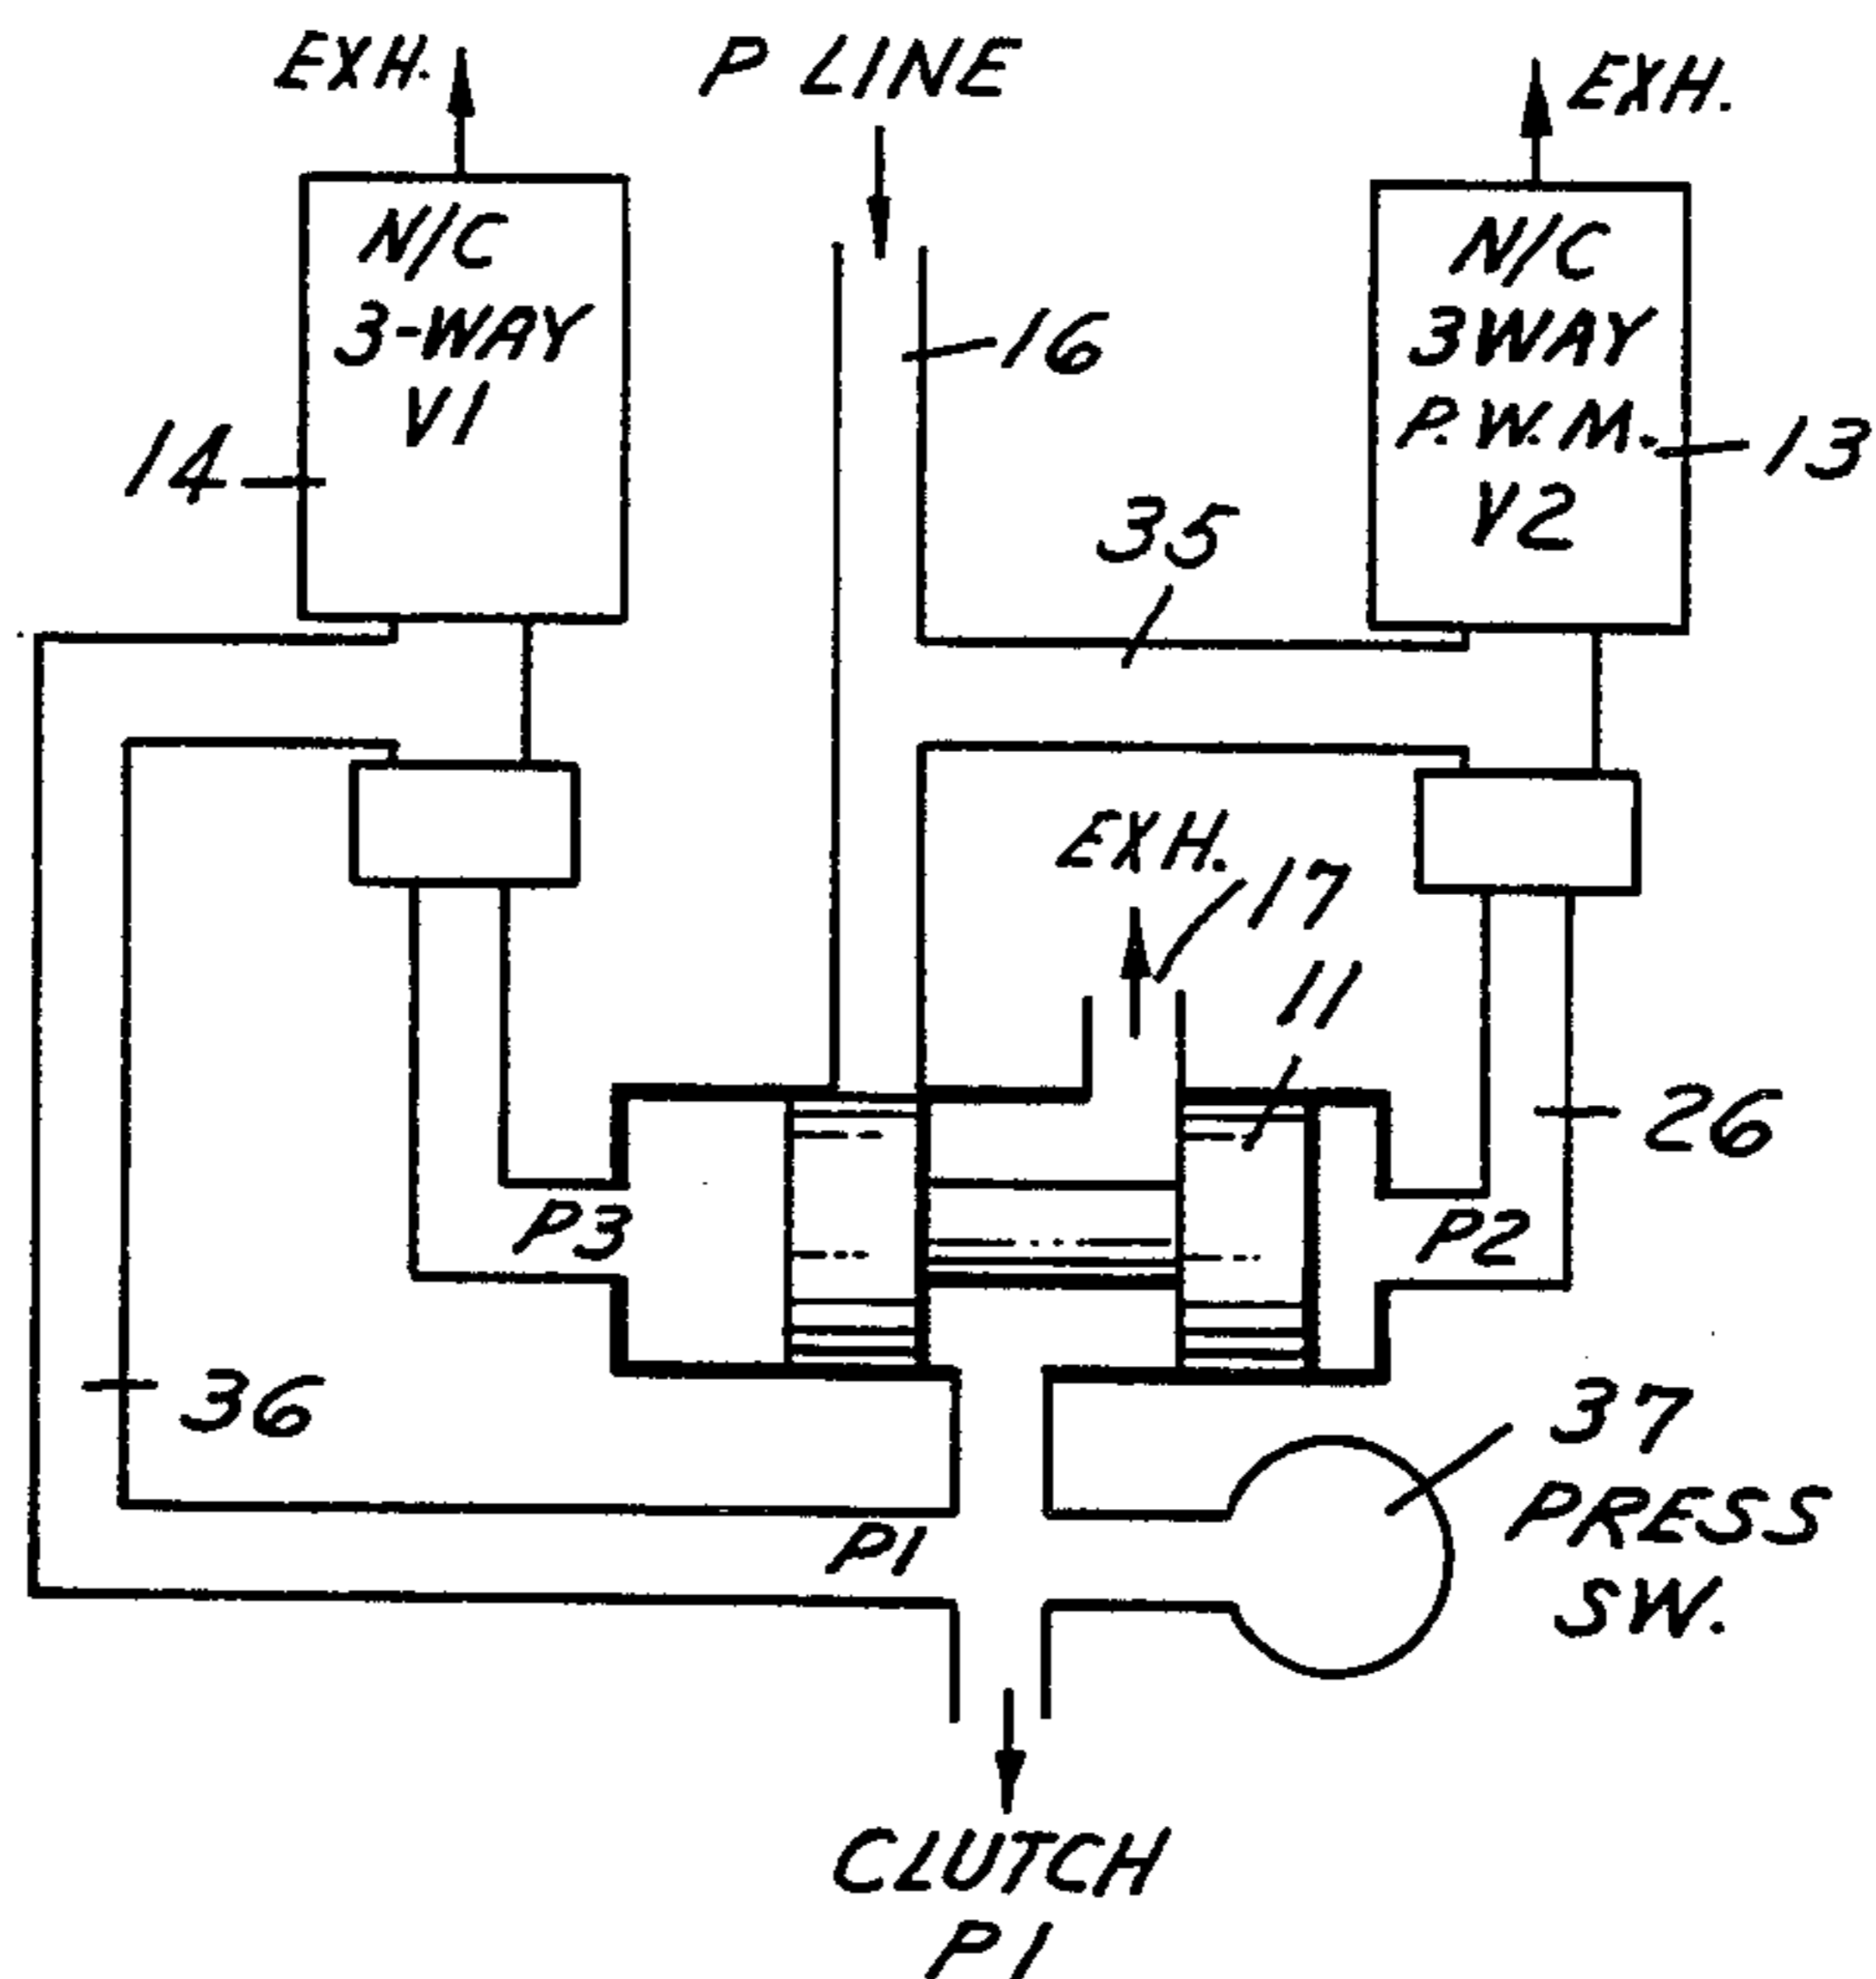 EXH.
P LINE
EXH.
N/C
3-WAY
V1
14
16
N/C
3WAY
P.W.M.
V2
13
35
EXH.
17
11
26
P3
P2
36
37
PRESS
SW.
P1
CLUTCH
P1